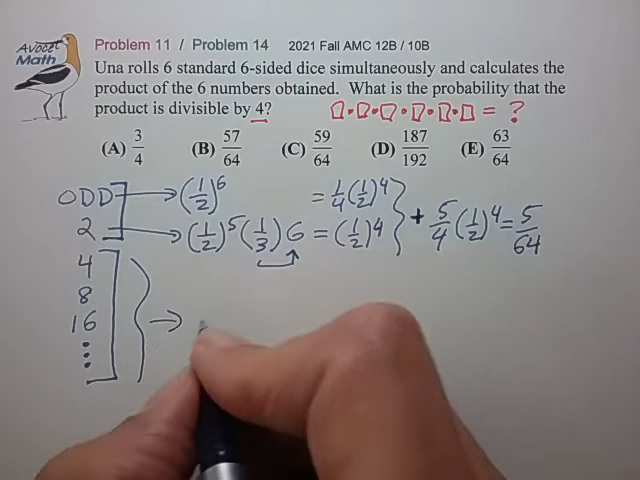 Avocet Math
Problem 11 / Problem 14 2021 Fall AMC 12B / 10B
Una rolls 6 standard 6-sided dice simultaneously and calculates the
product of the 6 numbers obtained. What is the probability that the
product is divisible by 4? □·□·□·□·□·□ = ?
(A) 3/4 (B) 57/64 (C) 59/64 (D) 187/192 (E) 63/64
ODD → (1/2)^6 = 1/4(1/2)^4
2 → (1/2)^5(1/3)6 = (1/2)^4 + 5/4(1/2)^4 = 5/64
4
8
16 →
⋮